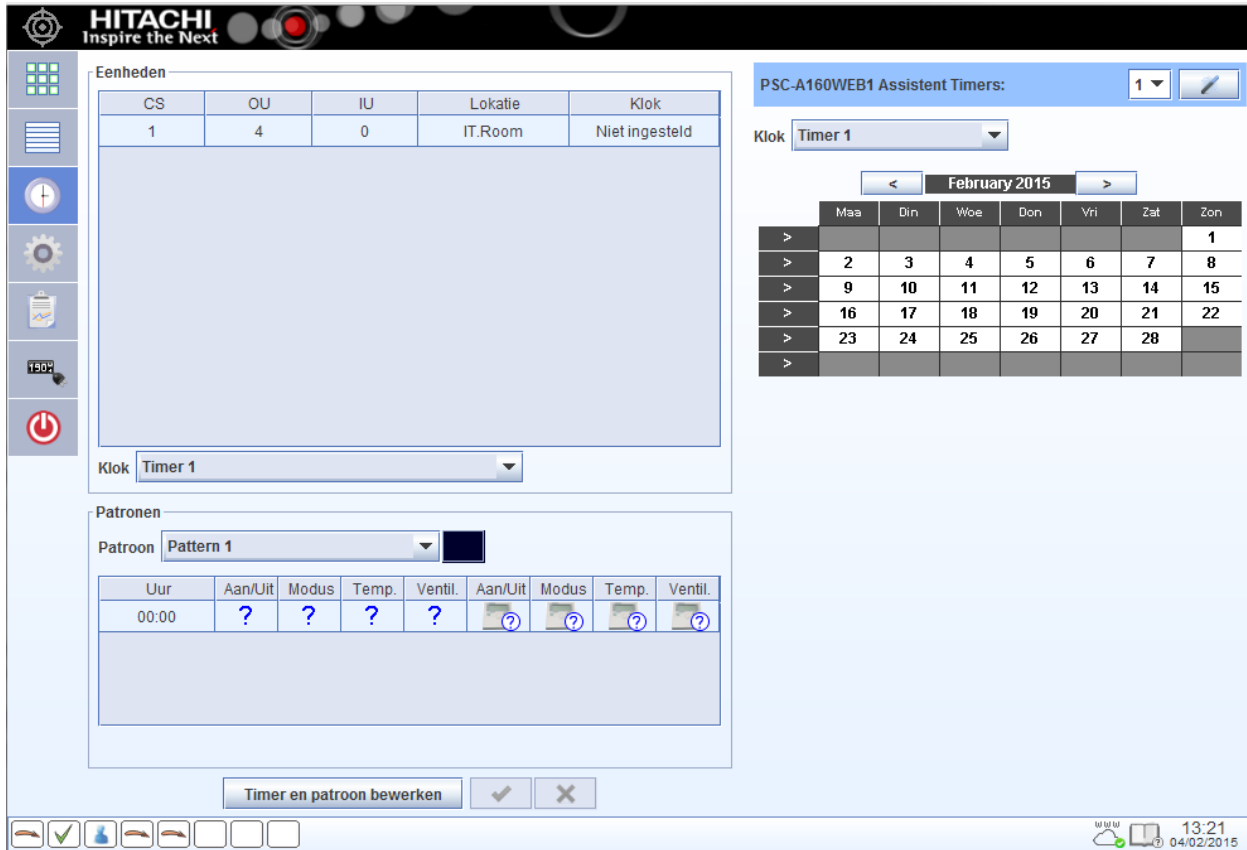 HITACHI
Inspire the Next
Eenheden
CS OU IU Lokatie Klok
1 4 0 IT.Room Niet ingesteld
Klok Timer 1
Patronen
Patroon Pattern 1
Uur Aan/Uit Modus Temp. Ventil. Aan/Uit Modus Temp. Ventil.
00:00 ? ? ? ? ? ? ? ?
Timer en patroon bewerken
PSC-A160WEB1 Assistent Timers: 1
Klok Timer 1
< February 2015 >
Maa Din Woe Don Vri Zat Zon
> 1
> 2 3 4 5 6 7 8
> 9 10 11 12 13 14 15
> 16 17 18 19 20 21 22
> 23 24 25 26 27 28
>
www
13:21
04/02/2015